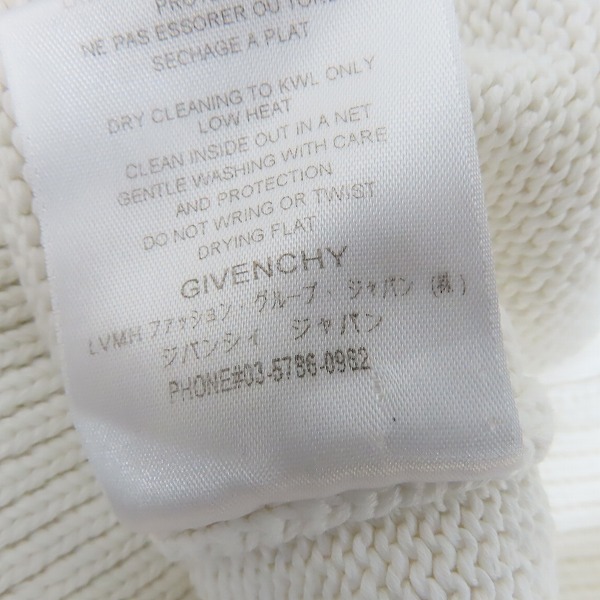 NE PAS ESSORER OU TORD
SECHAGE A PLAT
DRY CLEANING TO KWL ONLY
LOW HEAT
CLEAN INSIDE OUT IN A NET
GENTLE WASHING WITH CARE
AND PROTECTION
DO NOT WRING OR TWIST
DRYING FLAT
GIVENCHY
LVMH ファッション・グループ・ジャパン (株)
ジバンシィ ジャパン
PHONE#03-5786-0962